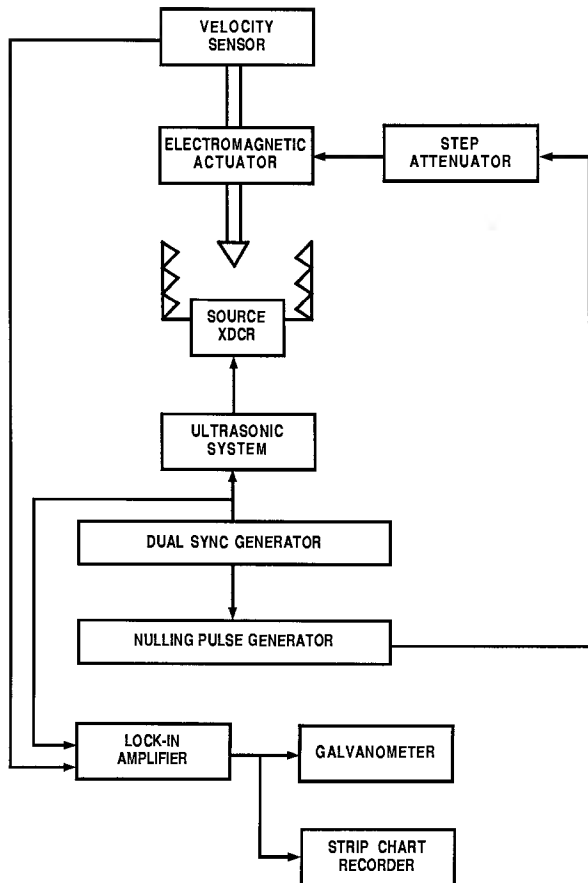 VELOCITY
SENSOR
ELECTROMAGNETIC
ACTUATOR
STEP
ATTENUATOR
SOURCE
XDCR
ULTRASONIC
SYSTEM
DUAL SYNC GENERATOR
NULLING PULSE GENERATOR
LOCK-IN
AMPLIFIER
GALVANOMETER
STRIP CHART
RECORDER